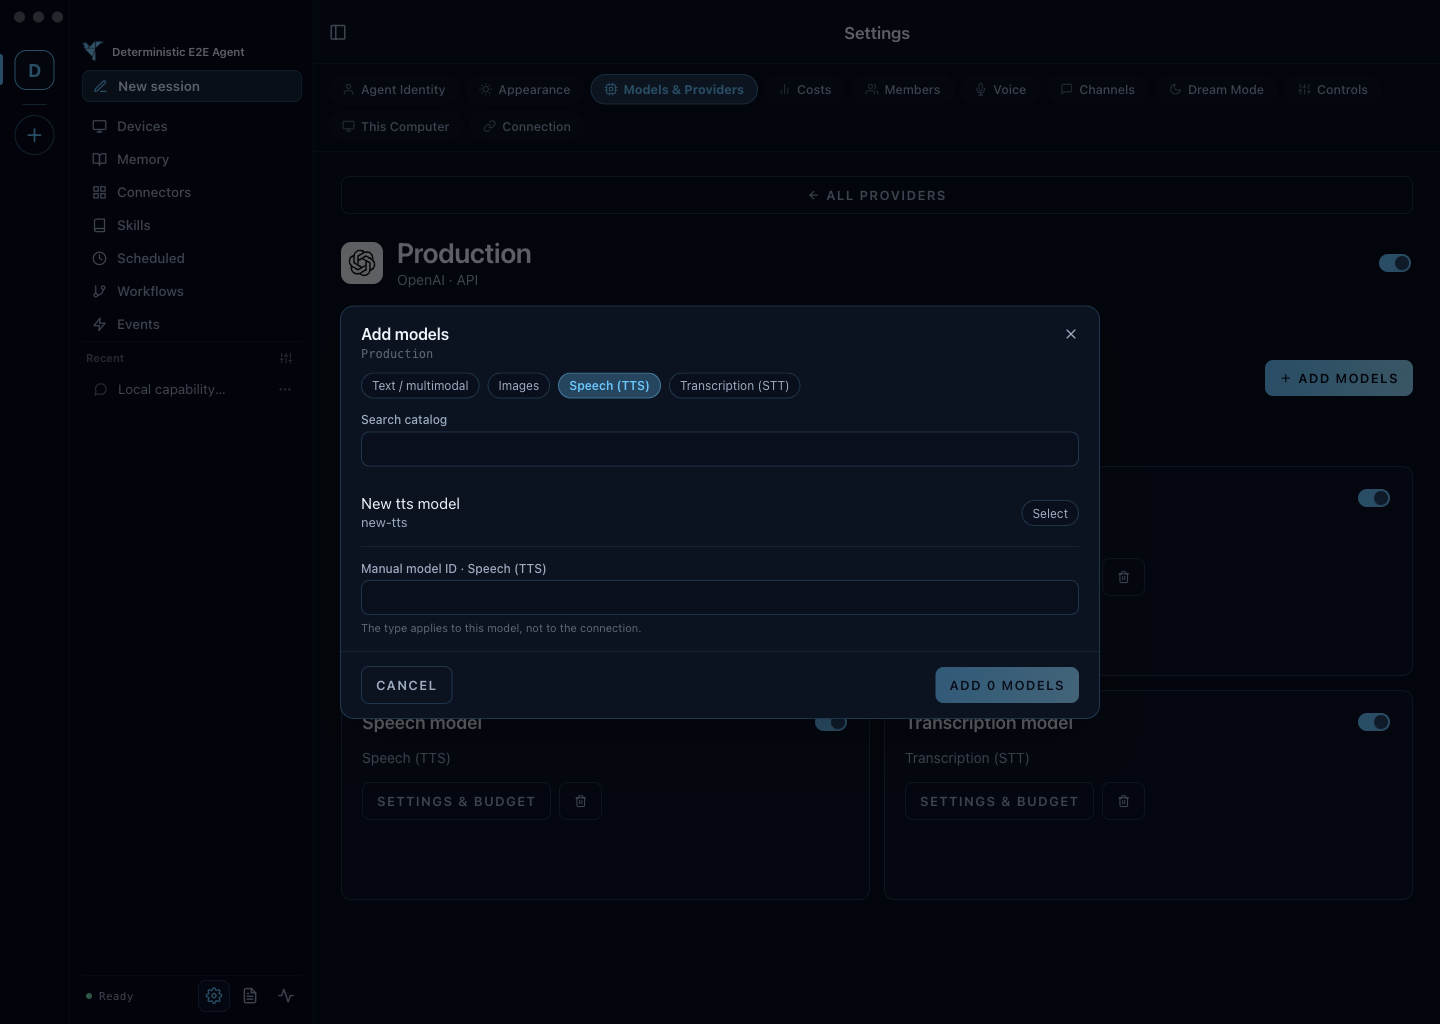 Settings
D
Deterministic E2E Agent
New session
Devices
Memory
Connectors
Skills
Scheduled
Workflows
Events
Recent
Local capability...
Ready
Agent Identity
Appearance
Models & Providers
Costs
Members
Voice
Channels
Dream Mode
Controls
This Computer
Connection
ALL PROVIDERS
Production
OpenAI · API
ADD MODELS
Add models
Production
Text / multimodal
Images
Speech (TTS)
Transcription (STT)
Search catalog
New tts model
new-tts
Select
Manual model ID · Speech (TTS)
The type applies to this model, not to the connection.
CANCEL
ADD 0 MODELS
Speech model
Speech (TTS)
SETTINGS & BUDGET
Transcription model
Transcription (STT)
SETTINGS & BUDGET